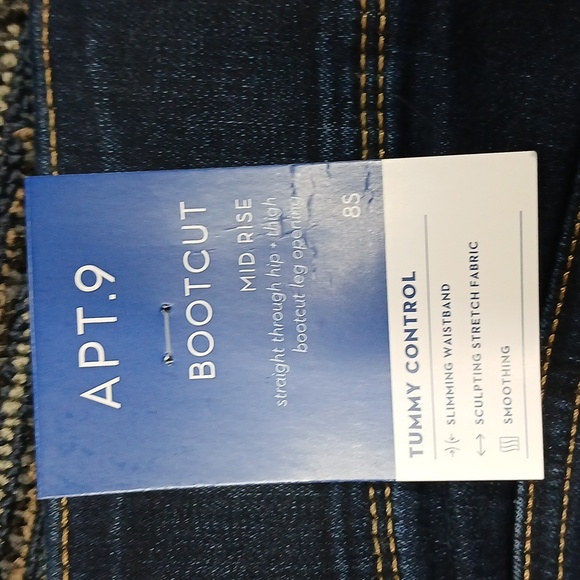 APT.9
BOOTCUT
MID RISE
straight through hip + thigh
bootcut leg opening
8S
TUMMY CONTROL
SLIMMING WAISTBAND
SCULPTING STRETCH FABRIC
SMOOTHING